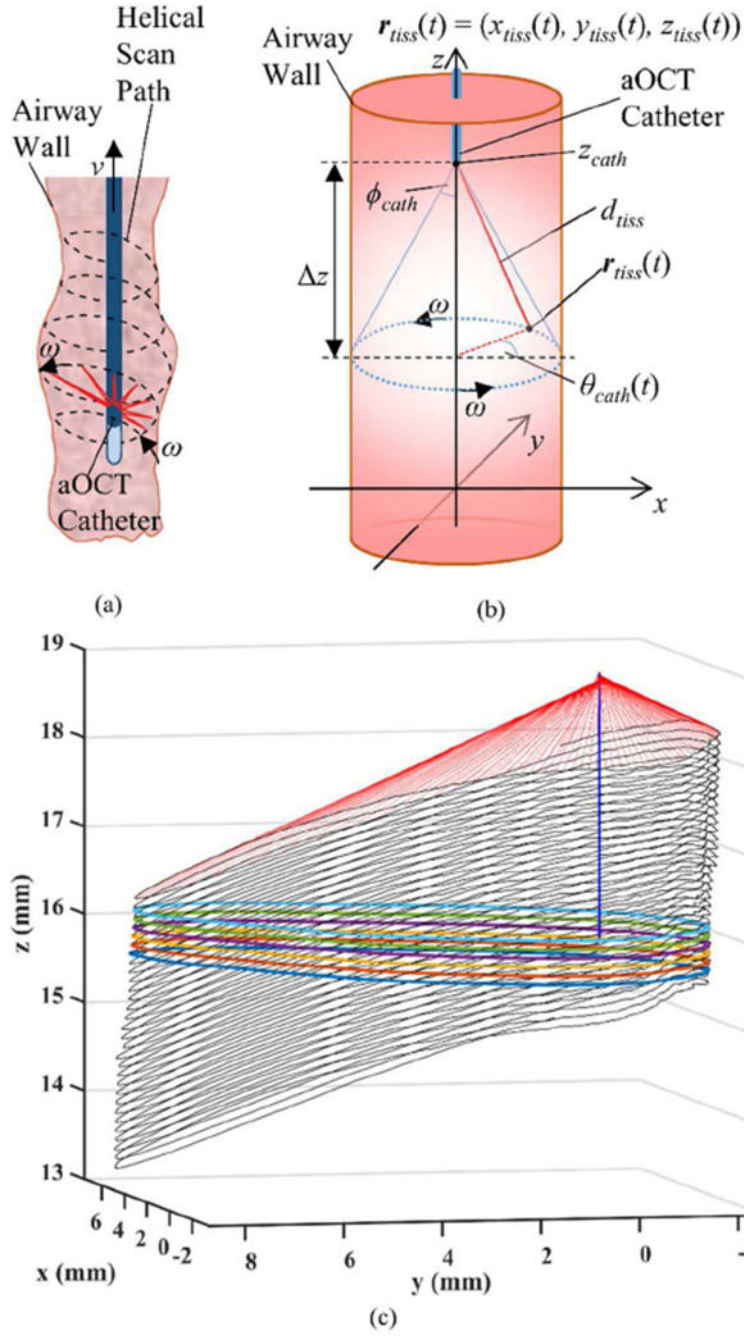 Helical
Scan
Path
Airway
Wall
v
ω
ω
aOCT
Catheter
(a)
r_tiss(t) = (x_tiss(t), y_tiss(t), z_tiss(t))
Airway
Wall
z
aOCT
Catheter
z_cath
ϕ_cath
d_tiss
Δz
r_tiss(t)
ω
θ_cath(t)
ω
y
x
(b)
19
18
17
16
15
14
13
z (mm)
6
4
2
0
-2
x (mm)
8
6
4
2
0
-
y (mm)
(c)